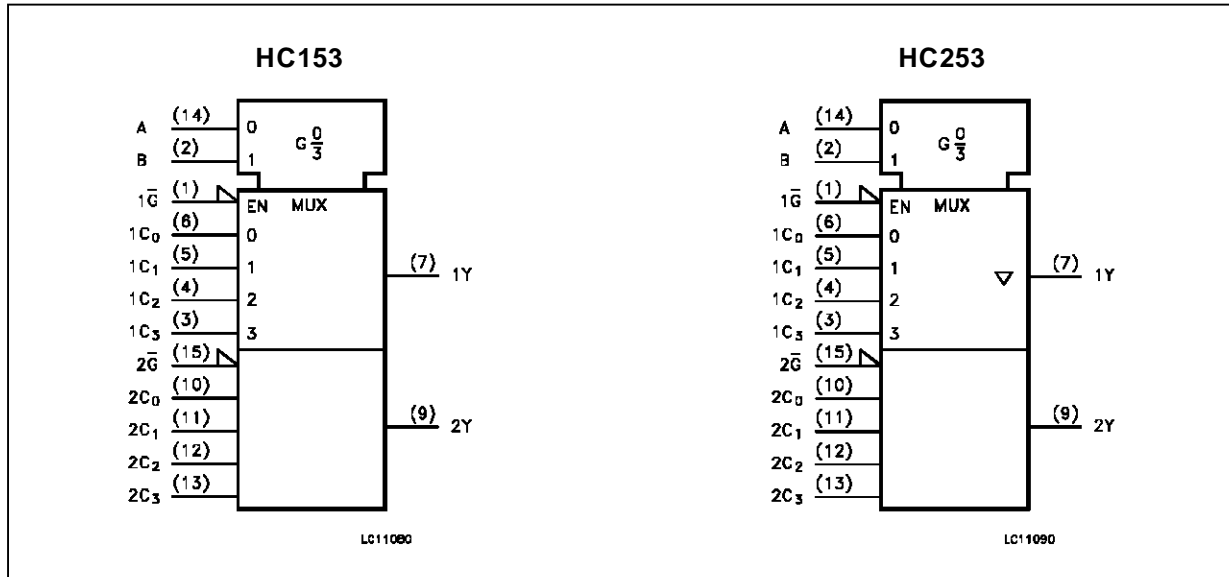 HC153
HC253
A (14) 0
B (2) 1
G 0/3
1G̅ (1) EN MUX
1C₀ (6) 0
1C₁ (5) 1
1C₂ (4) 2
1C₃ (3) 3
(7) 1Y
2G̅ (15)
2C₀ (10)
2C₁ (11)
2C₂ (12)
2C₃ (13)
(9) 2Y
LC11080
A (14) 0
B (2) 1
G 0/3
1G̅ (1) EN MUX
1C₀ (6) 0
1C₁ (5) 1
1C₂ (4) 2
1C₃ (3) 3
(7) 1Y
2G̅ (15)
2C₀ (10)
2C₁ (11)
2C₂ (12)
2C₃ (13)
(9) 2Y
LC11090